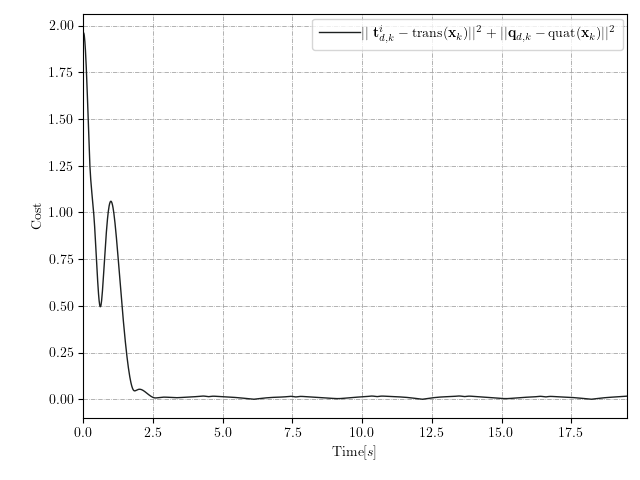 || t^i_{d,k} − trans(x_k)||^2 + ||q_{d,k} − quat(x_k)||^2
2.00
1.75
1.50
1.25
1.00
0.75
0.50
0.25
0.00
Cost
0.0 2.5 5.0 7.5 10.0 12.5 15.0 17.5
Time[s]